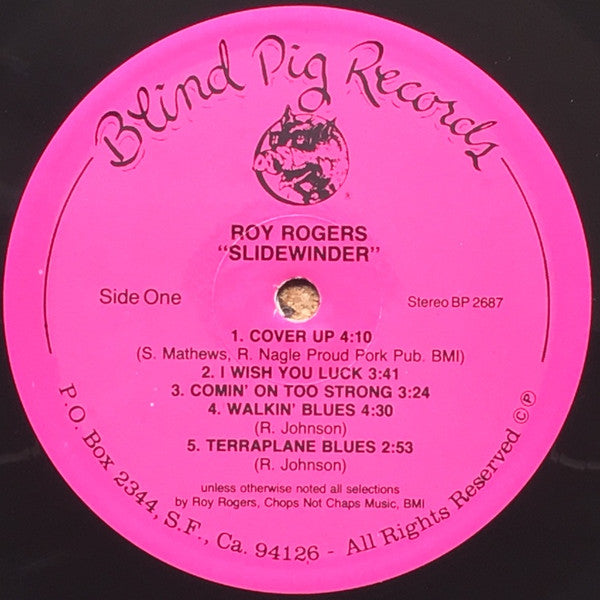 Blind Pig Records
ROY ROGERS
"SLIDEWINDER"
Side One
Stereo BP 2687
1. COVER UP 4:10
(S. Mathews, R. Nagle Proud Pork Pub. BMI)
2. I WISH YOU LUCK 3:41
3. COMIN' ON TOO STRONG 3:24
4. WALKIN' BLUES 4:30
(R. Johnson)
5. TERRAPLANE BLUES 2:53
(R. Johnson)
unless otherwise noted all selections
by Roy Rogers, Chops Not Chaps Music, BMI
P.O. Box 2344, S.F., Ca. 94126 - All Rights Reserved © ℗